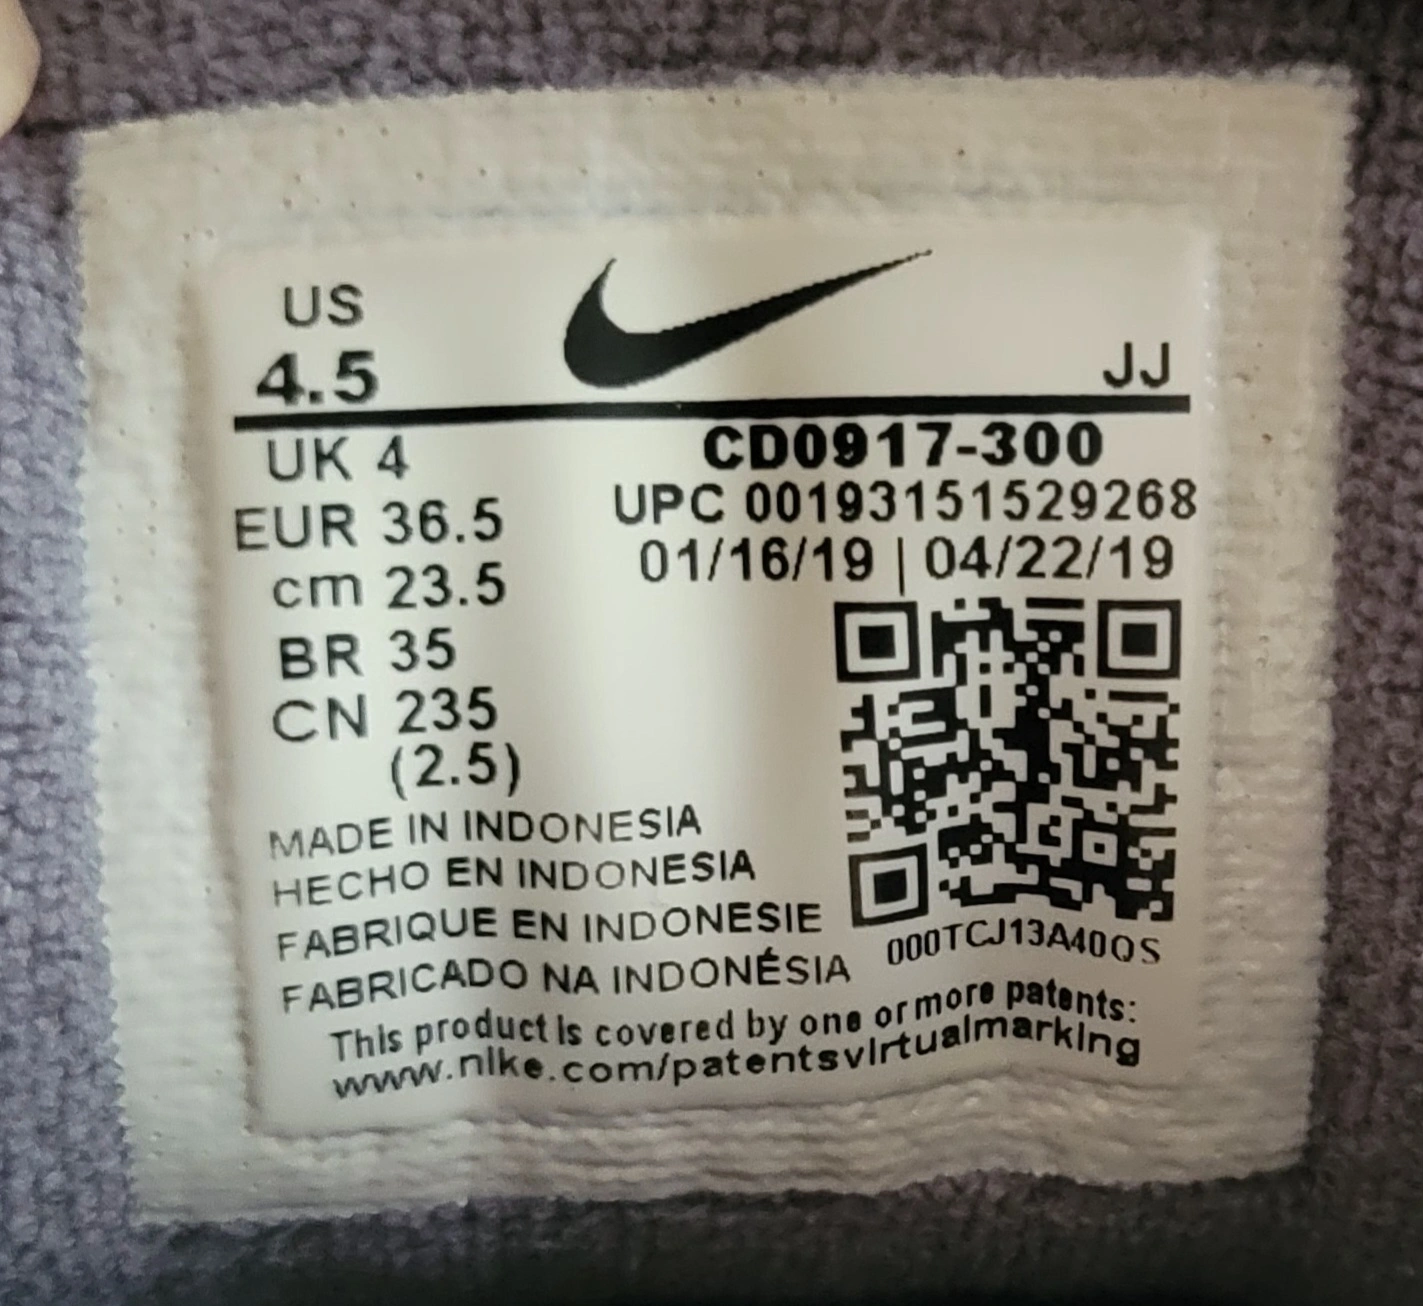 US
4.5
JJ
UK 4
EUR 36.5
cm 23.5
BR 35
CN 235
(2.5)
CD0917-300
UPC 00193151529268
01/16/19 | 04/22/19
MADE IN INDONESIA
HECHO EN INDONESIA
FABRIQUE EN INDONESIE
FABRICADO NA INDONÉSIA
000TCJ13A40QS
This product is covered by one or more patents:
www.nike.com/patentsvirtualmarking